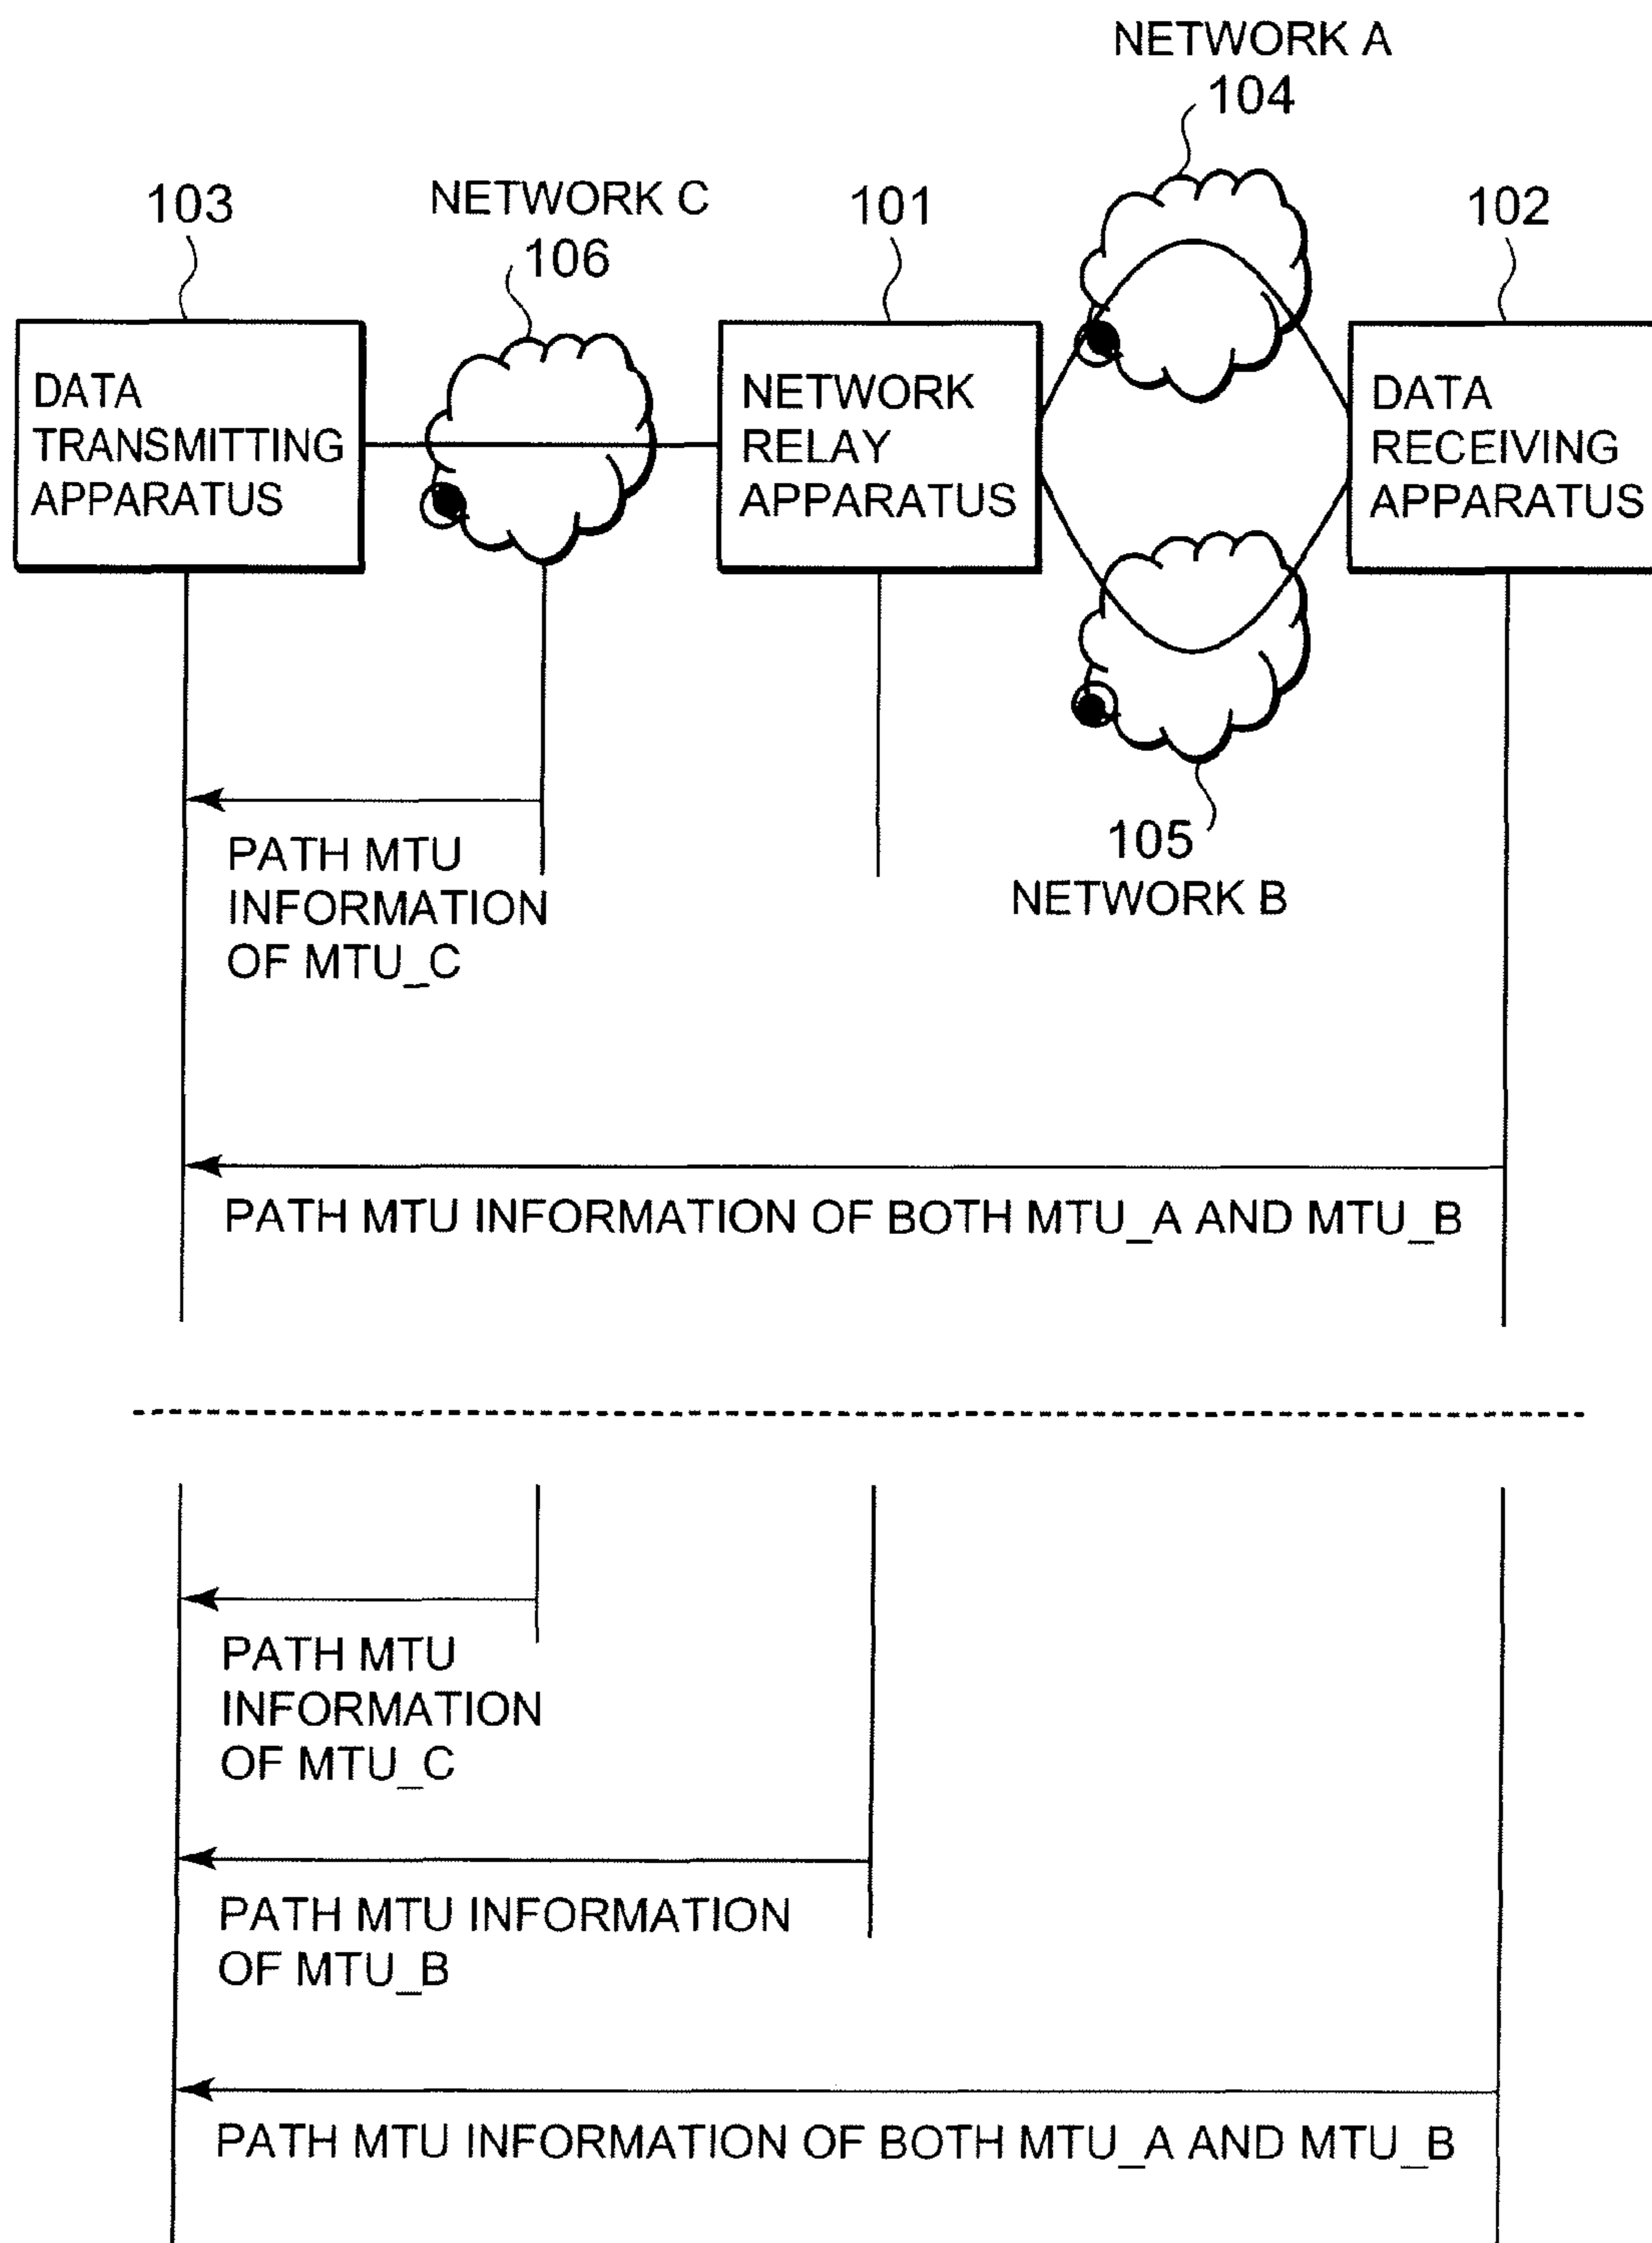 NETWORK A
104
103
NETWORK C
106
101
102
DATA
TRANSMITTING
APPARATUS
NETWORK
RELAY
APPARATUS
DATA
RECEIVING
APPARATUS
105
NETWORK B
PATH MTU
INFORMATION
OF MTU_C
PATH MTU INFORMATION OF BOTH MTU_A AND MTU_B
PATH MTU
INFORMATION
OF MTU_C
PATH MTU INFORMATION
OF MTU_B
PATH MTU INFORMATION OF BOTH MTU_A AND MTU_B